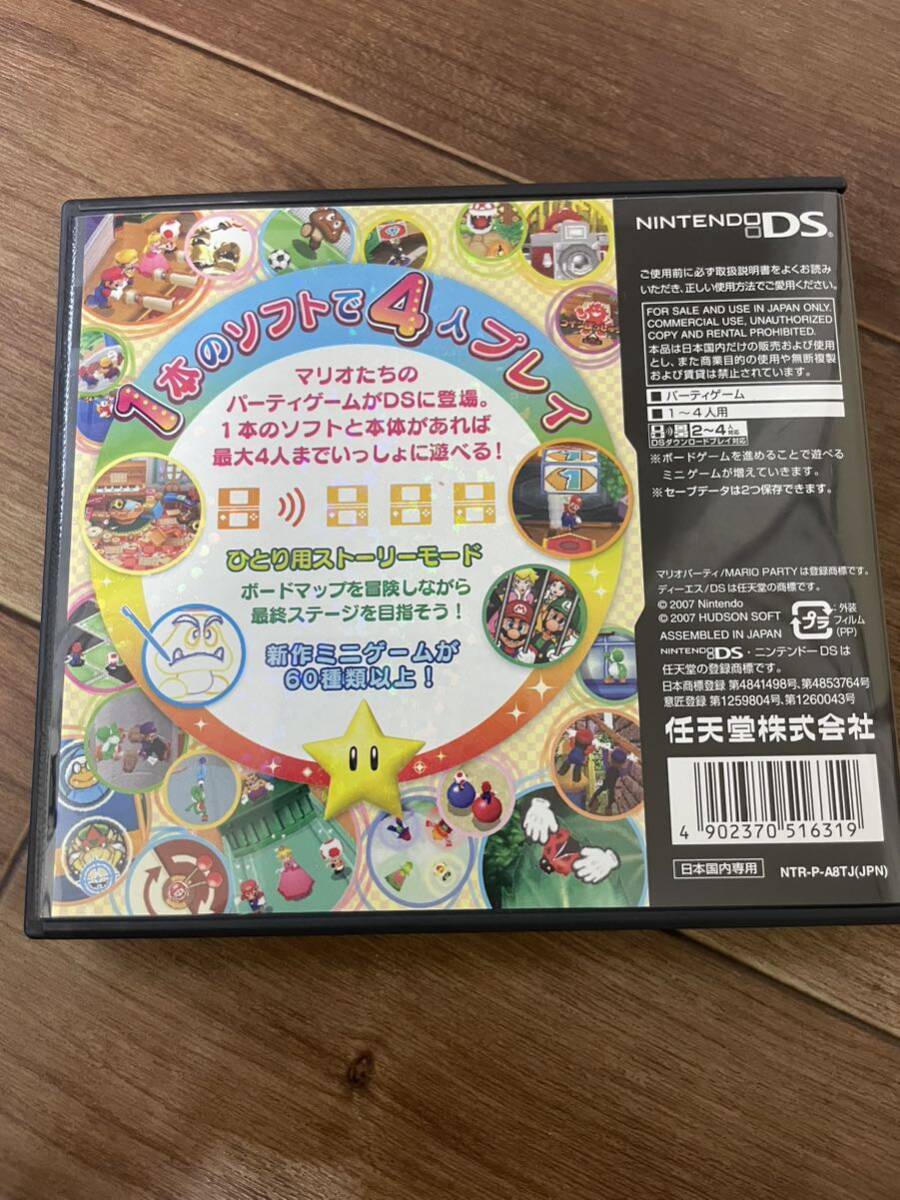 1本のソフトで4人プレイ
マリオたちの
パーティゲームがDSに登場。
1本のソフトと本体があれば
最大4人までいっしょに遊べる！
ひとり用ストーリーモード
ボードマップを冒険しながら
最終ステージを目指そう！
新作ミニゲームが
60種類以上！
NINTENDO DS®
ご使用前に必ず取扱説明書をよくお読み
いただき、正しい使用方法でご愛用ください。
FOR SALE AND USE IN JAPAN ONLY.
COMMERCIAL USE, UNAUTHORIZED
COPY AND RENTAL PROHIBITED.
本品は日本国内だけの販売および使用
とし、また商業目的の使用や無断複製
および賃貸は禁止されています。
■ パーティゲーム
■ 1～4人用
2～4人対応
DSダウンロードプレイ対応
※ボードゲームを進めることで遊べる
ミニゲームが増えていきます。
※セーブデータは2つ保存できます。
マリオパーティ/MARIO PARTY は登録商標です。
ディーエス/DS は任天堂の商標です。
© 2007 Nintendo
© 2007 HUDSON SOFT
ASSEMBLED IN JAPAN
プラ
:外装
フィルム
(PP)
NINTENDO DS・ニンテンドーDSは
任天堂の登録商標です。
日本商標登録 第4841498号、第4853764号
意匠登録 第1259804号、第1260043号
任天堂株式会社
4 902370 516319
日本国内専用
NTR-P-A8TJ(JPN)